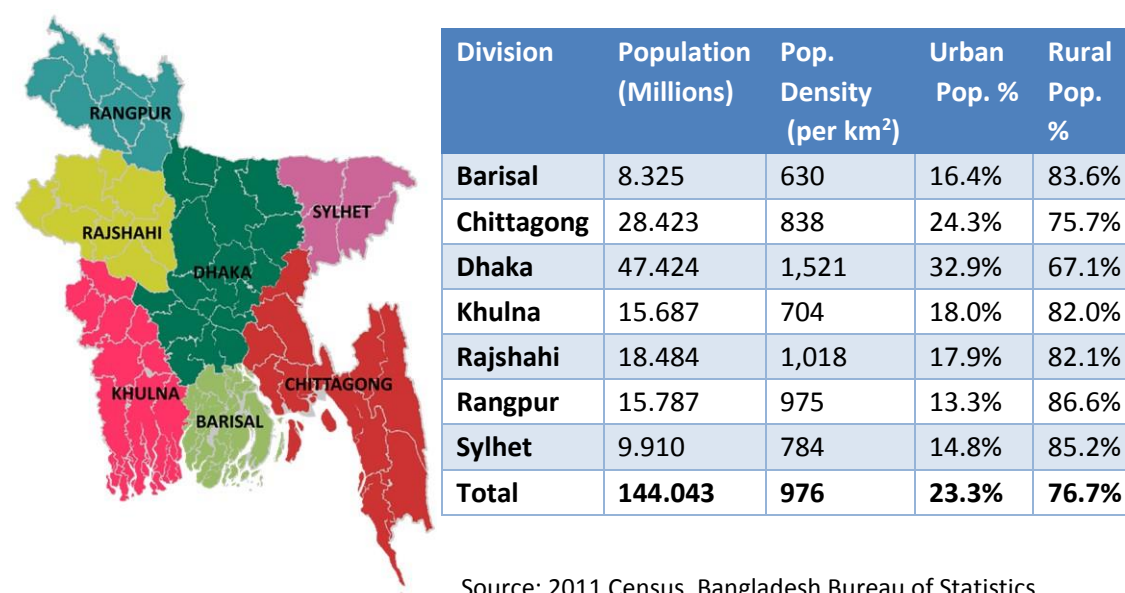 RANGPUR
RAJSHAHI
SYLHET
DHAKA
KHULNA
BARISAL
CHITTAGONG
Division Population (Millions) Pop. Density (per km²) Urban Pop. % Rural Pop. %
Barisal 8.325 630 16.4% 83.6%
Chittagong 28.423 838 24.3% 75.7%
Dhaka 47.424 1,521 32.9% 67.1%
Khulna 15.687 704 18.0% 82.0%
Rajshahi 18.484 1,018 17.9% 82.1%
Rangpur 15.787 975 13.3% 86.6%
Sylhet 9.910 784 14.8% 85.2%
Total 144.043 976 23.3% 76.7%
Source: 2011 Census, Bangladesh Bureau of Statistics